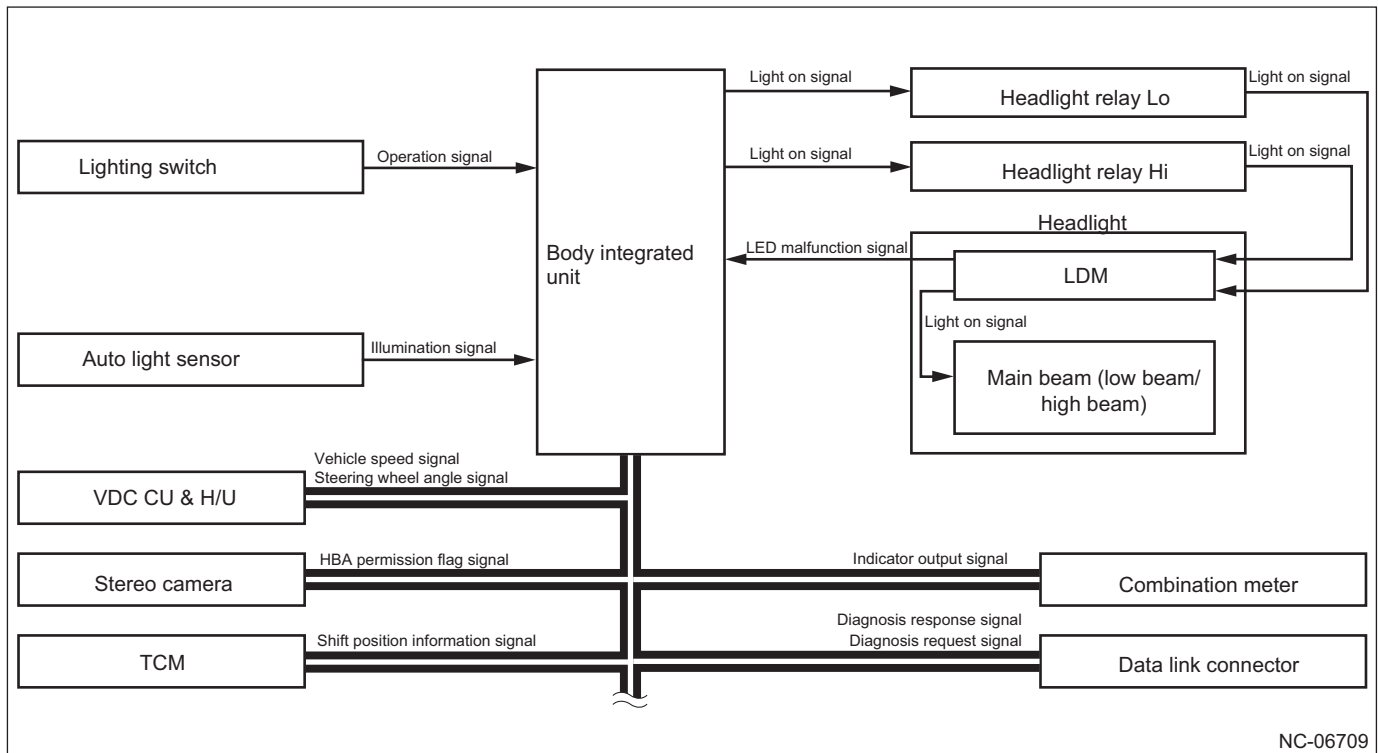 Light on signal
Headlight relay Lo
Light on signal
Lighting switch
Operation signal
Light on signal
Headlight relay Hi
Light on signal
Headlight
Body integrated
unit
LED malfunction signal
LDM
Light on signal
Main beam (low beam/
high beam)
Auto light sensor
Illumination signal
VDC CU & H/U
Vehicle speed signal
Steering wheel angle signal
Stereo camera
HBA permission flag signal
Indicator output signal
Combination meter
TCM
Shift position information signal
Diagnosis response signal
Diagnosis request signal
Data link connector
NC-06709